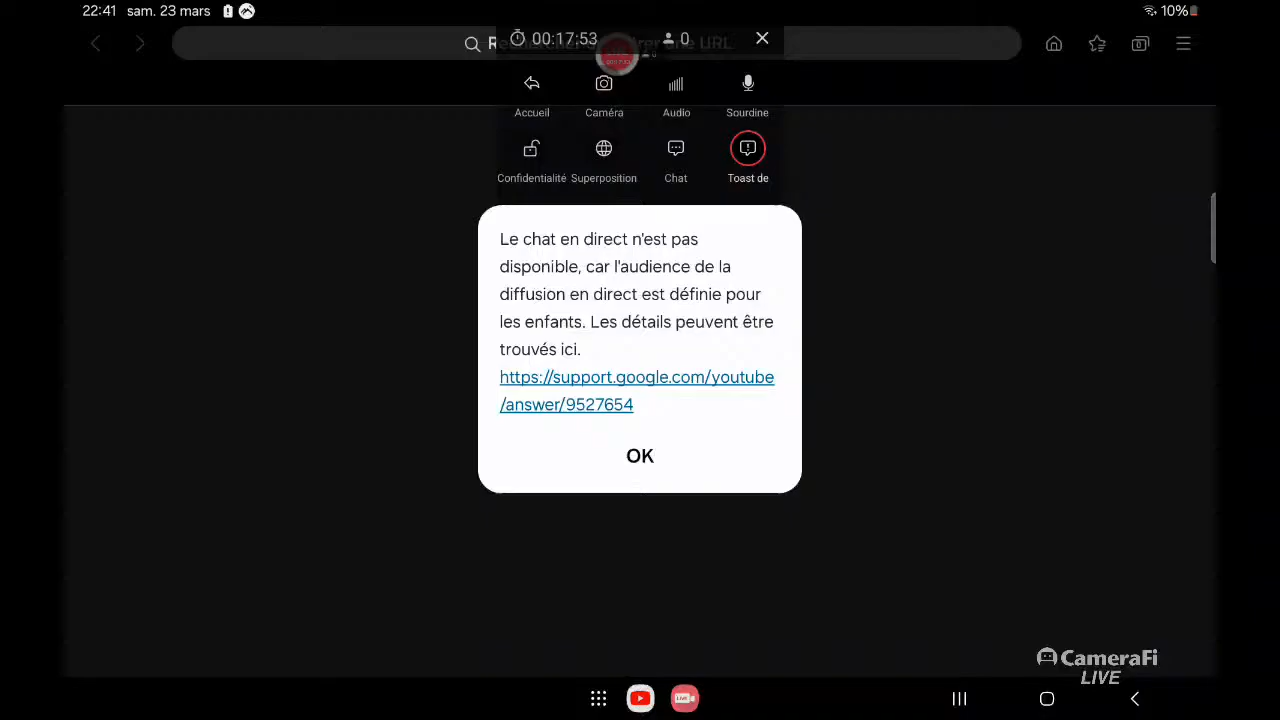 22:41 sam. 23 mars
10%
00:17:53
0
Accueil Caméra Audio Sourdine
Confidentialité Superposition Chat Toast de
Le chat en direct n'est pas
disponible, car l'audience de la
diffusion en direct est définie pour
les enfants. Les détails peuvent être
trouvés ici.
https://support.google.com/youtube
/answer/9527654
OK
CameraFi
LIVE